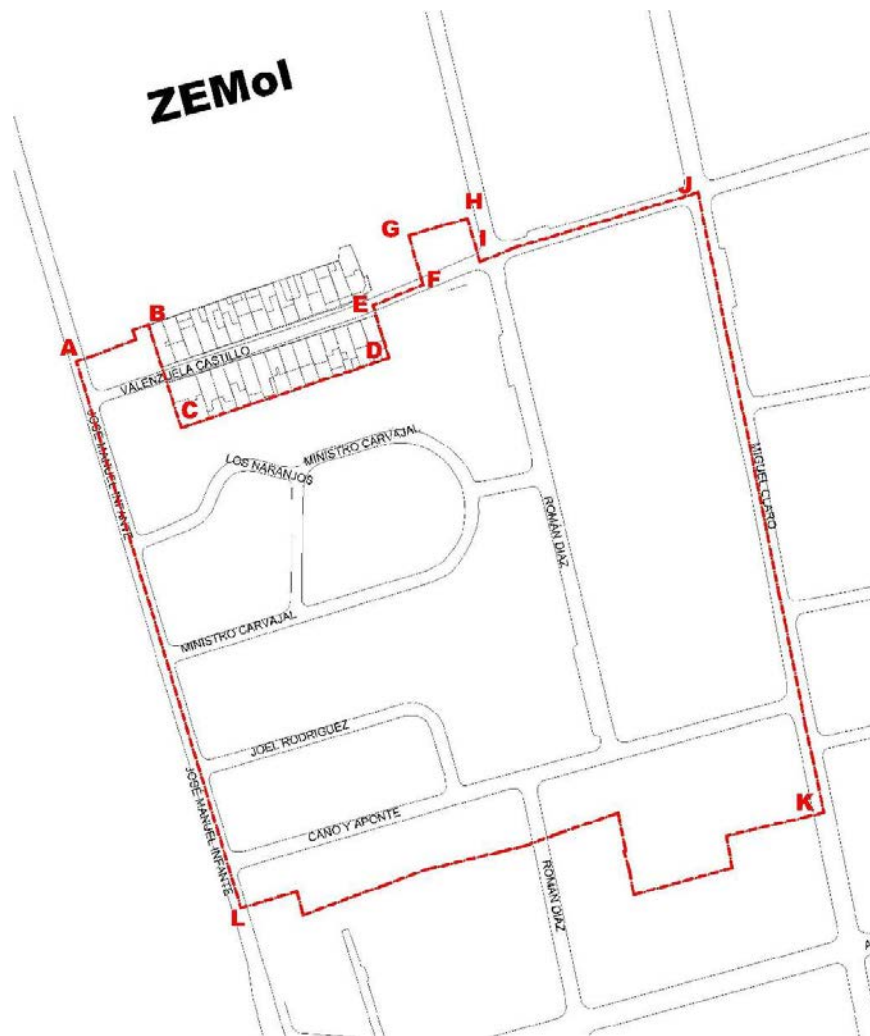 ZEMol
J
H
G
I
F
E
B
A
D
VALENZUELA CASTILLO
C
JOSE MANUEL INFANTE
MINISTRO CARVAJAL
LOS NARANJOS
MIGUEL CLARO
ROMAN DIAZ
MINISTRO CARVAJAL
JOEL RODRIGUEZ
JOSE MANUEL INFANTE
K
CANO Y APONTE
ROMAN DIAZ
L
A